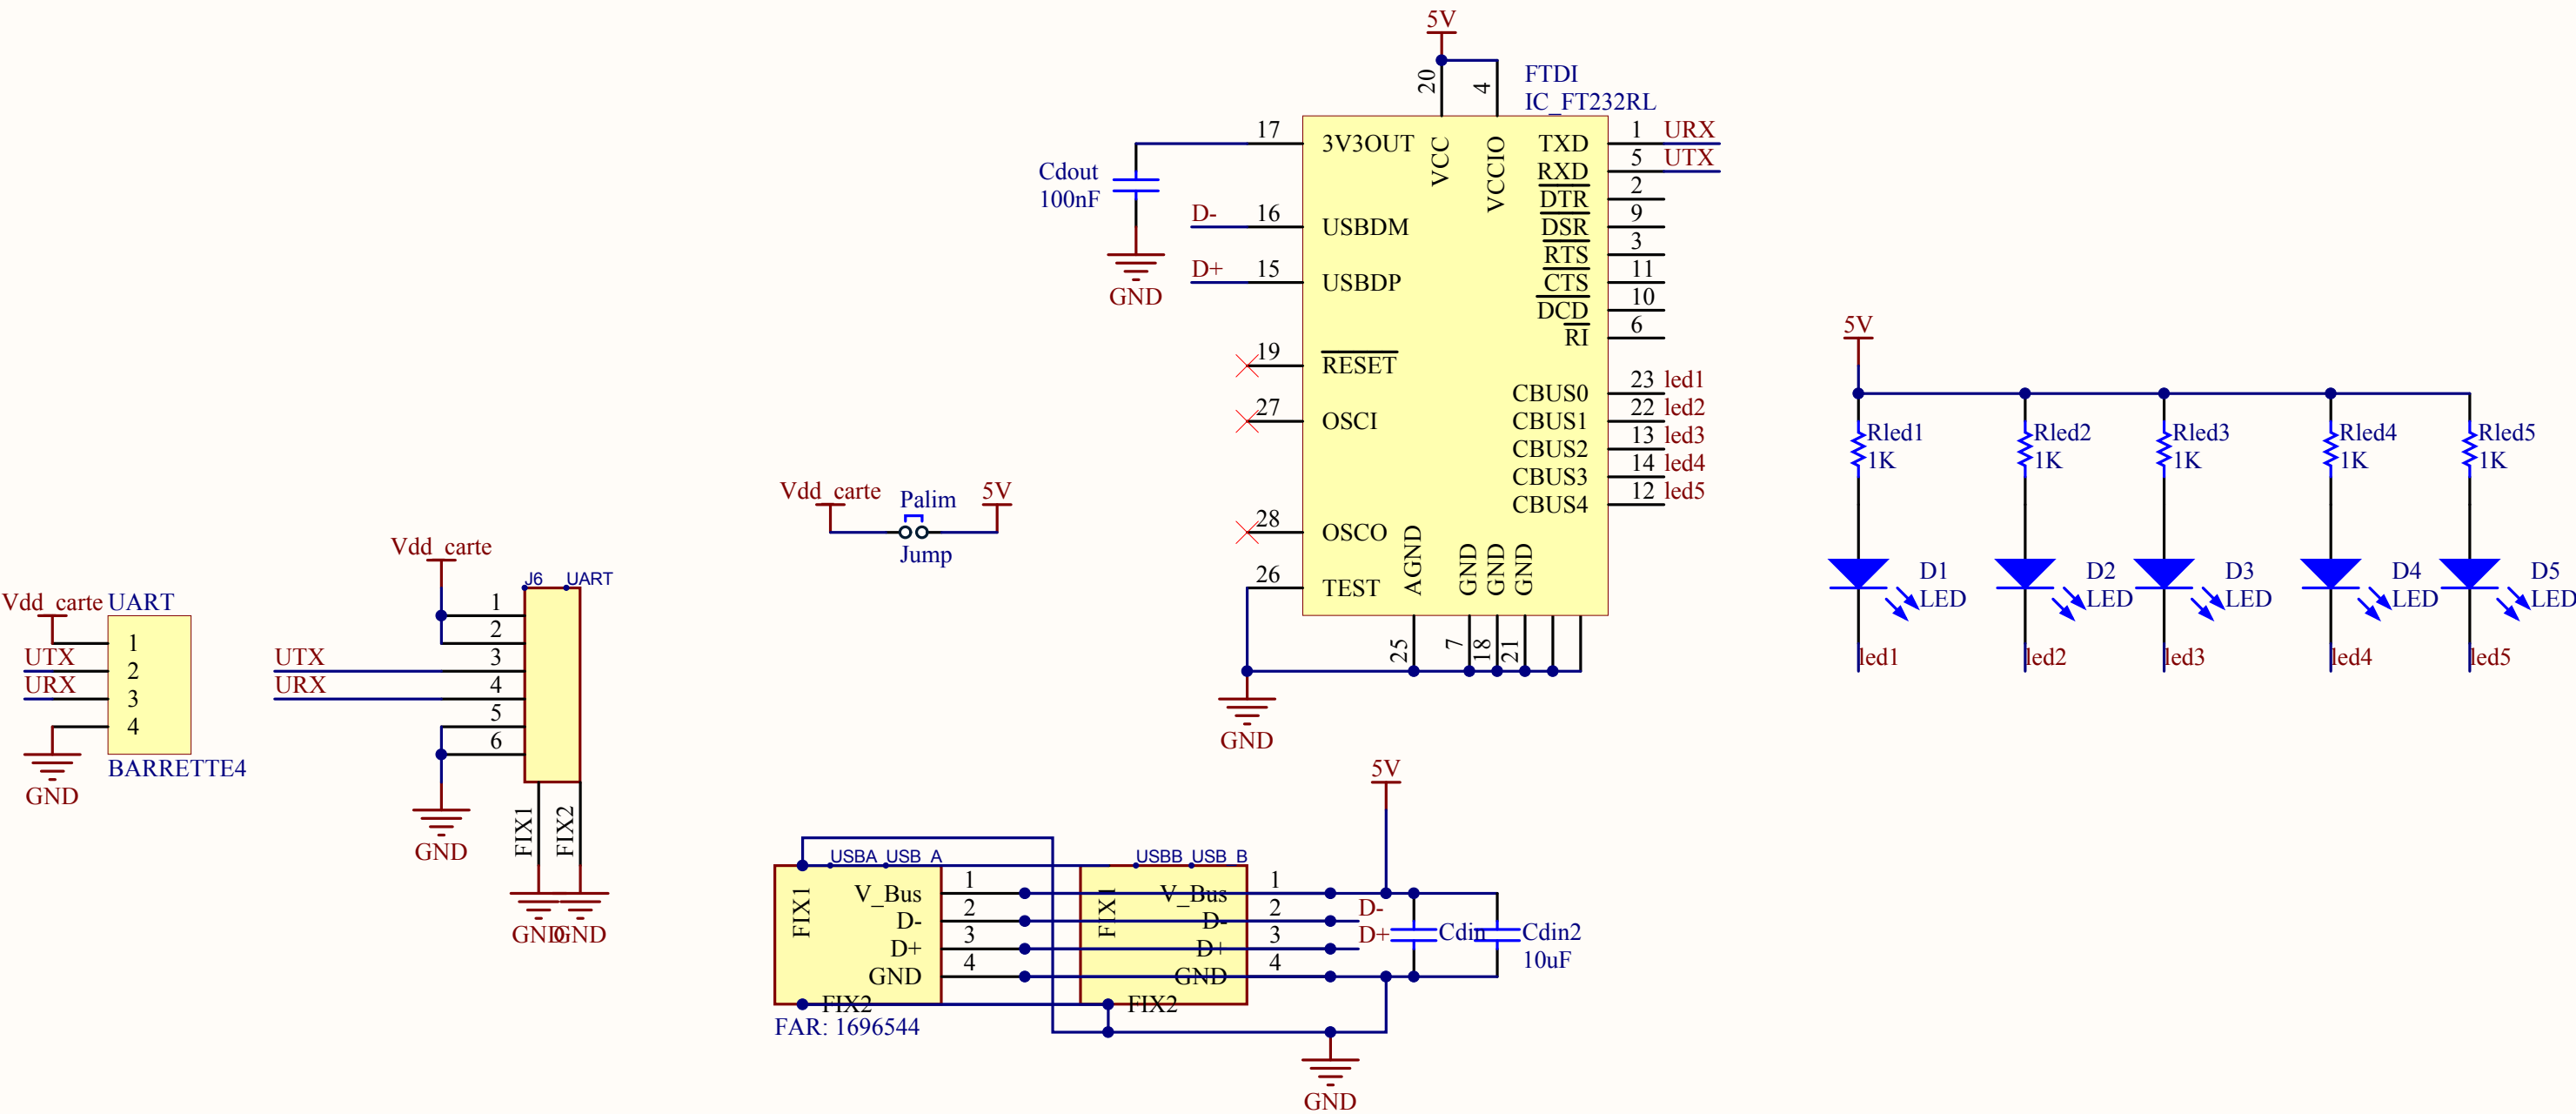 5V
20
4
FTDI
IC_FT232RL
17
3V3OUT
VCC
VCCIO
TXD
1
URX
RXD
5
UTX
Cdout
100nF
GND
D-
16
USBDM
D+
15
USBDP
DTR
2
DSR
9
RTS
3
CTS
11
DCD
10
RI
6
19
RESET
27
OSCI
28
OSCO
26
TEST
CBUS0
23
led1
CBUS1
22
led2
CBUS2
13
led3
CBUS3
14
led4
CBUS4
12
led5
AGND
GND
GND
GND
25
7
18
21
GND
5V
Rled1
1K
Rled2
1K
Rled3
1K
Rled4
1K
Rled5
1K
D1
LED
D2
LED
D3
LED
D4
LED
D5
LED
led1
led2
led3
led4
led5
Vdd_carte
Palim
5V
Jump
Vdd_carte
J6
UART
1
2
UTX
3
URX
4
5
6
GND
FIX1
FIX2
GND
GND
Vdd_carte
UART
1
UTX
2
URX
3
4
GND
BARRETTE4
5V
USBA
USB_A
FIX1
V_Bus
1
D-
2
D+
3
GND
4
FIX2
FAR: 1696544
USBB
USB_B
FIX1
V_Bus
1
D-
2
D+
3
GND
4
FIX2
D-
D+
Cdin
Cdin2
10uF
GND